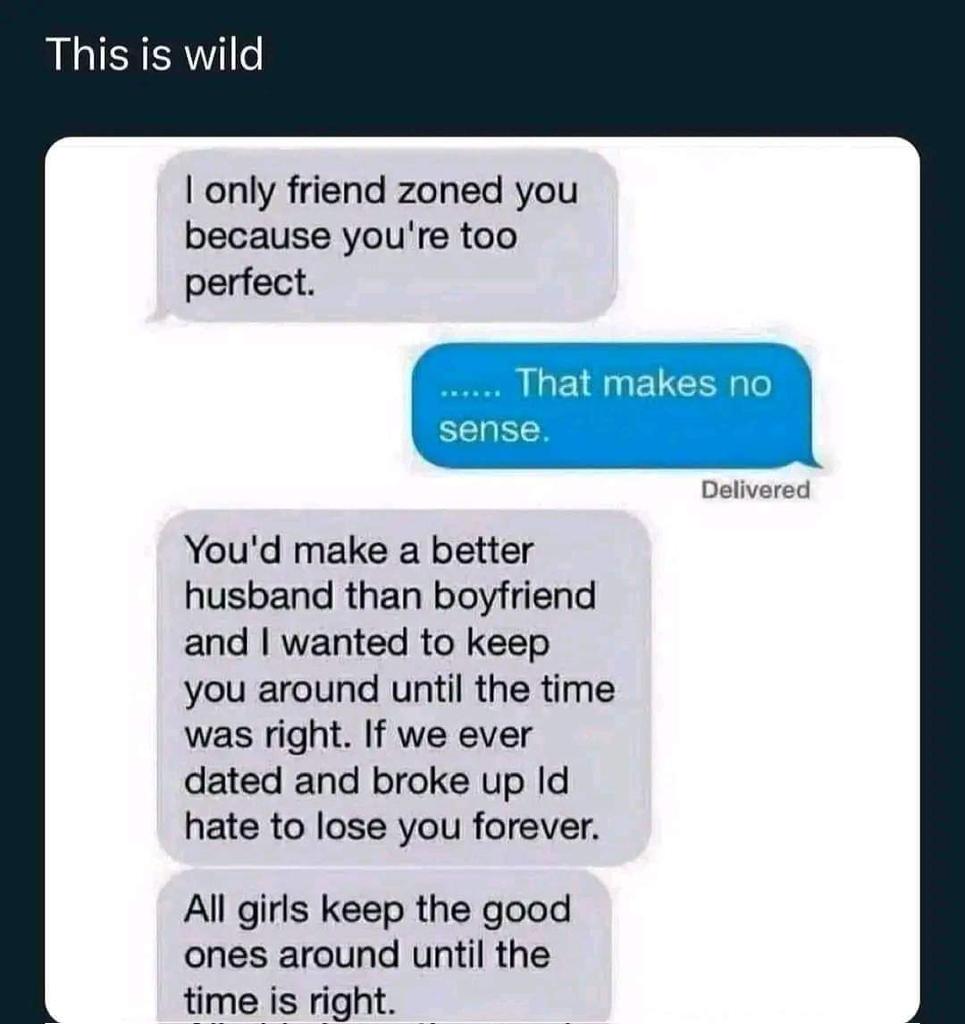 This is wild
I only friend zoned you
because you're too
perfect.
...... That makes no
sense.
Delivered
You'd make a better
husband than boyfriend
and I wanted to keep
you around until the time
was right. If we ever
dated and broke up Id
hate to lose you forever.
All girls keep the good
ones around until the
time is right.